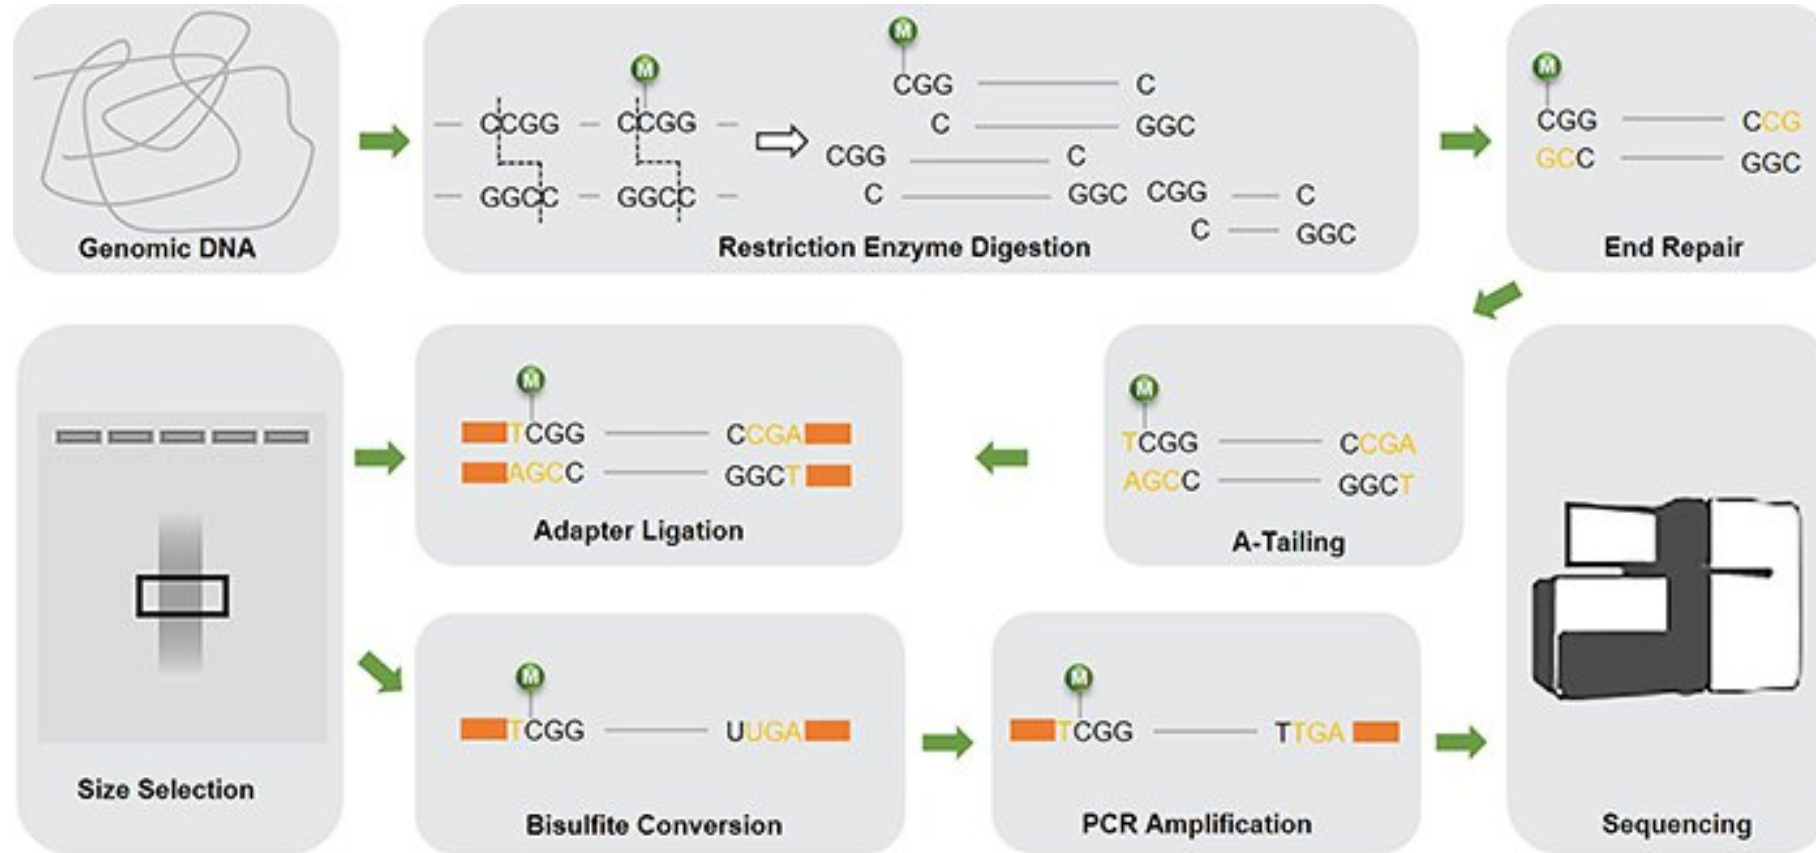 Genomic DNA
M
CCGG CCGG
GGCC GGCC
M
CGG C
C GGC
CGG C
C GGC
CGG C
C GGC
Restriction Enzyme Digestion
M
CGG CCG
GCC GGC
End Repair
Size Selection
M
TCGG CCGA
AGCC GGCT
Adapter Ligation
M
TCGG CCGA
AGCC GGCT
A-Tailing
M
TCGG UUGA
Bisulfite Conversion
M
TCGG TTGA
PCR Amplification
Sequencing